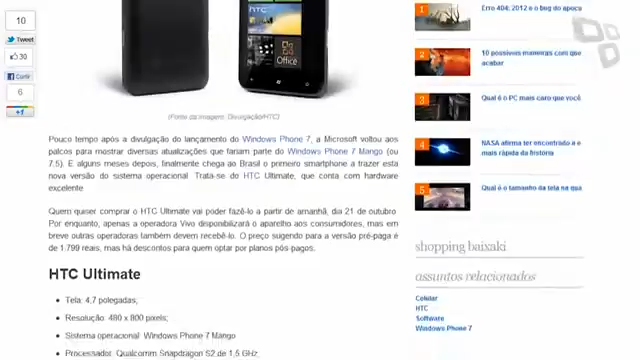 10
Tweet
30
Curtir
6
+1
HTC
Office
(Fonte da imagem: Divulgação/HTC)
Pouco tempo após a divulgação do lançamento do Windows Phone 7, a Microsoft voltou aos
palcos para mostrar diversas atualizações que fariam parte do Windows Phone 7 Mango (ou
7.5). E alguns meses depois, finalmente chega ao Brasil o primeiro smartphone a trazer esta
nova versão do sistema operacional. Trata-se do HTC Ultimate, que conta com hardware
excelente
Quem quiser comprar o HTC Ultimate vai poder fazê-lo a partir de amanhã, dia 21 de outubro
Por enquanto, apenas a operadora Vivo disponibilizará o aparelho aos consumidores, mas em
breve outras operadoras também devem recebê-lo. O preço sugerido para a versão pré-paga é
de 1.799 reais, mas há descontos para quem optar por planos pós-pagos.
HTC Ultimate
Tela: 4,7 polegadas;
Resolução: 480 x 800 pixels;
Sistema operacional: Windows Phone 7 Mango
Processador: Qualcomm Snapdragon S2 de 1,5 GHz
1
Erro 404: 2012 e o bug do apoca
2
10 possíveis maneiras com que
acabar
3
Qual é o PC mais caro que você
4
NASA afirma ter encontrado a e
mais rápida da história
5
Qual é o tamanho da tela na qua
shopping baixaki
assuntos relacionados
Celular
HTC
Software
Windows Phone 7